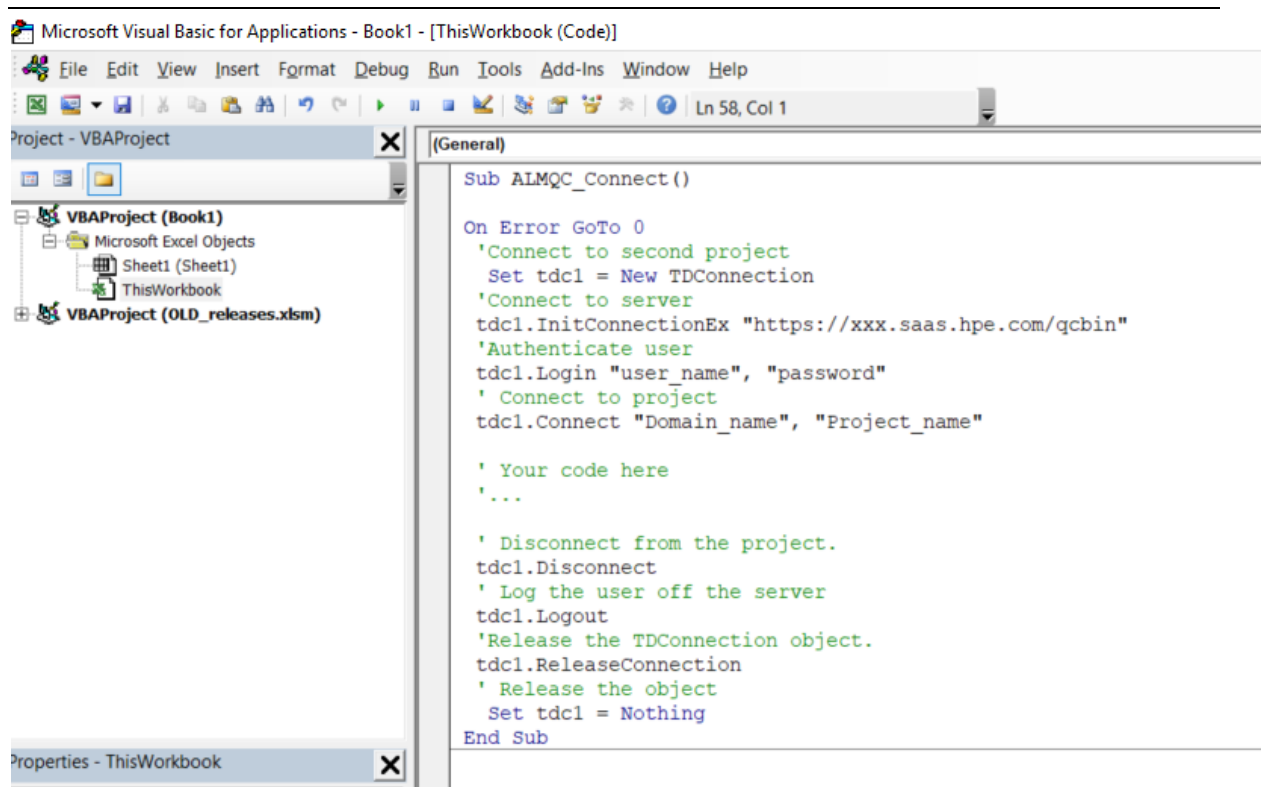 Microsoft Visual Basic for Applications - Book1 - [ThisWorkbook (Code)]
File Edit View Insert Format Debug Run Tools Add-Ins Window Help
Ln 58, Col 1
Project - VBAProject
(General)
VBAProject (Book1)
Microsoft Excel Objects
Sheet1 (Sheet1)
ThisWorkbook
VBAProject (OLD_releases.xlsm)
Properties - ThisWorkbook
Sub ALMQC_Connect()
On Error GoTo 0
'Connect to second project
Set tdc1 = New TDConnection
'Connect to server
tdc1.InitConnectionEx "https://xxx.saas.hpe.com/qcbin"
'Authenticate user
tdc1.Login "user_name", "password"
' Connect to project
tdc1.Connect "Domain_name", "Project_name"
' Your code here
'...
' Disconnect from the project.
tdc1.Disconnect
' Log the user off the server
tdc1.Logout
'Release the TDConnection object.
tdc1.ReleaseConnection
' Release the object
Set tdc1 = Nothing
End Sub